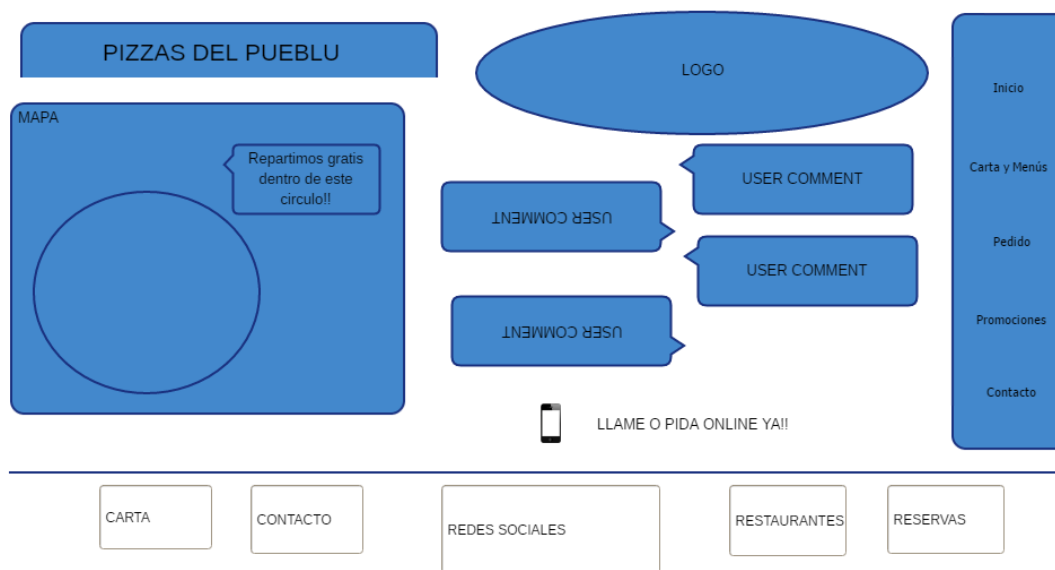 PIZZAS DEL PUEBLU
LOGO
MAPA
Repartimos gratis
dentro de este
circulo!!
USER COMMENT
USER COMMENT
USER COMMENT
USER COMMENT
LLAME O PIDA ONLINE YA!!
Inicio
Carta y Menús
Pedido
Promociones
Contacto
CARTA
CONTACTO
REDES SOCIALES
RESTAURANTES
RESERVAS